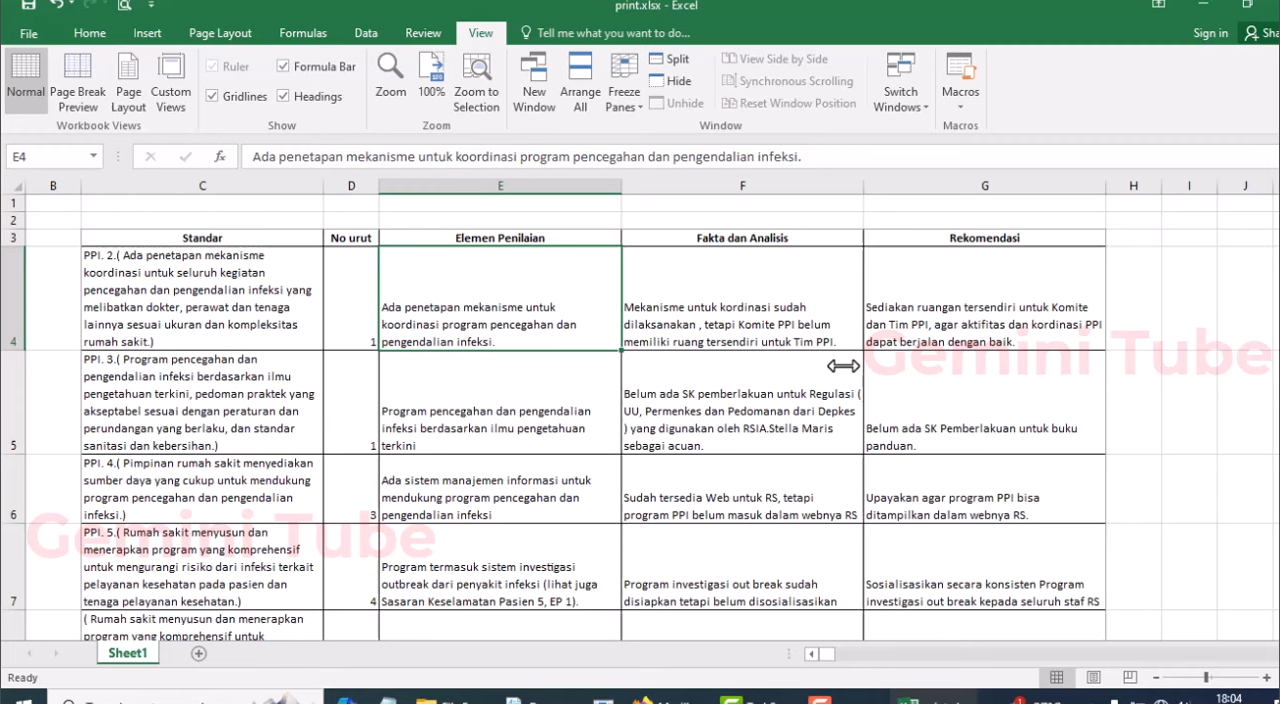 print.xlsx - Excel
File Home Insert Page Layout Formulas Data Review View Tell me what you want to do... Sign in Sha
Normal Page Break Preview Page Layout Custom Views
Workbook Views
Ruler Formula Bar
Gridlines Headings
Show
Zoom 100% Zoom to Selection
Zoom
New Window Arrange All Freeze Panes
Split
Hide
Unhide
View Side by Side
Synchronous Scrolling
Reset Window Position
Switch Windows
Window
Macros
Macros
E4 fx Ada penetapan mekanisme untuk koordinasi program pencegahan dan pengendalian infeksi.
B C D E F G H I J
1
2
3 Standar No urut Elemen Penilaian Fakta dan Analisis Rekomendasi
4
PPI. 2.( Ada penetapan mekanisme
koordinasi untuk seluruh kegiatan
pencegahan dan pengendalian infeksi yang
melibatkan dokter, perawat dan tenaga
lainnya sesuai ukuran dan kompleksitas
rumah sakit.)
1
Ada penetapan mekanisme untuk
koordinasi program pencegahan dan
pengendalian infeksi.
Mekanisme untuk kordinasi sudah
dilaksanakan , tetapi Komite PPI belum
memiliki ruang tersendiri untuk Tim PPI.
Sediakan ruangan tersendiri untuk Komite
dan Tim PPI, agar aktifitas dan kordinasi PPI
dapat berjalan dengan baik.
5
PPI. 3.( Program pencegahan dan
pengendalian infeksi berdasarkan ilmu
pengetahuan terkini, pedoman praktek yang
akseptabel sesuai dengan peraturan dan
perundangan yang berlaku, dan standar
sanitasi dan kebersihan.)
1
Program pencegahan dan pengendalian
infeksi berdasarkan ilmu pengetahuan
terkini
Belum ada SK pemberlakuan untuk Regulasi (
UU, Permenkes dan Pedomanan dari Depkes
) yang digunakan oleh RSIA.Stella Maris
sebagai acuan.
Belum ada SK Pemberlakuan untuk buku
panduan.
6
PPI. 4.( Pimpinan rumah sakit menyediakan
sumber daya yang cukup untuk mendukung
program pencegahan dan pengendalian
infeksi.)
3
Ada sistem manajemen informasi untuk
mendukung program pencegahan dan
pengendalian infeksi
Sudah tersedia Web untuk RS, tetapi
program PPI belum masuk dalam webnya RS
Upayakan agar program PPI bisa
ditampilkan dalam webnya RS.
7
PPI. 5.( Rumah sakit menyusun dan
menerapkan program yang komprehensif
untuk mengurangi risiko dari infeksi terkait
pelayanan kesehatan pada pasien dan
tenaga pelayanan kesehatan.)
4
Program termasuk sistem investigasi
outbreak dari penyakit infeksi (lihat juga
Sasaran Keselamatan Pasien 5, EP 1).
Program investigasi out break sudah
disiapkan tetapi belum disosialisasikan
Sosialisasikan secara konsisten Program
investigasi out break kepada seluruh staf RS
( Rumah sakit menyusun dan menerapkan
program yang komprehensif untuk
Gemini Tube
Gemini Tube
Sheet1
Ready
18:04